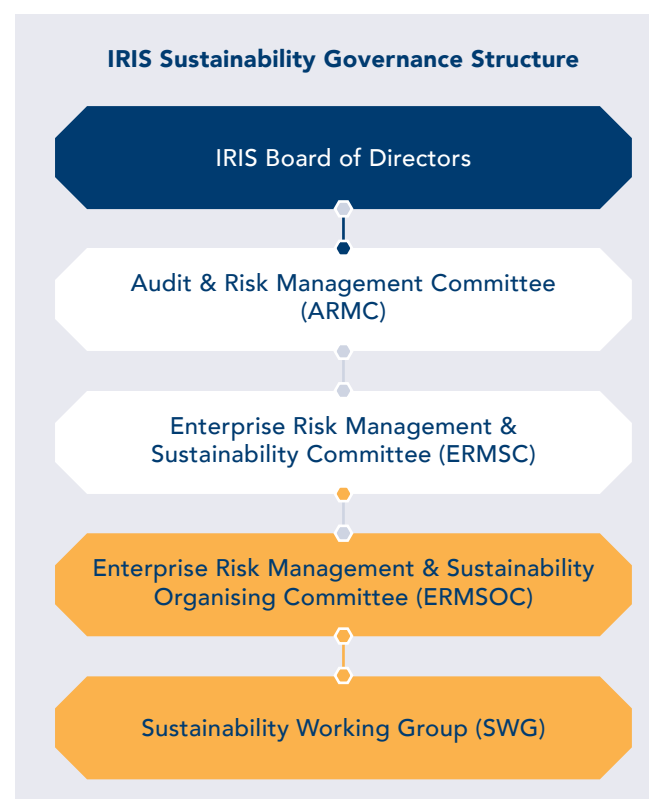 IRIS Sustainability Governance Structure
IRIS Board of Directors
Audit & Risk Management Committee
(ARMC)
Enterprise Risk Management &
Sustainability Committee (ERMSC)
Enterprise Risk Management & Sustainability
Organising Committee (ERMSOC)
Sustainability Working Group (SWG)